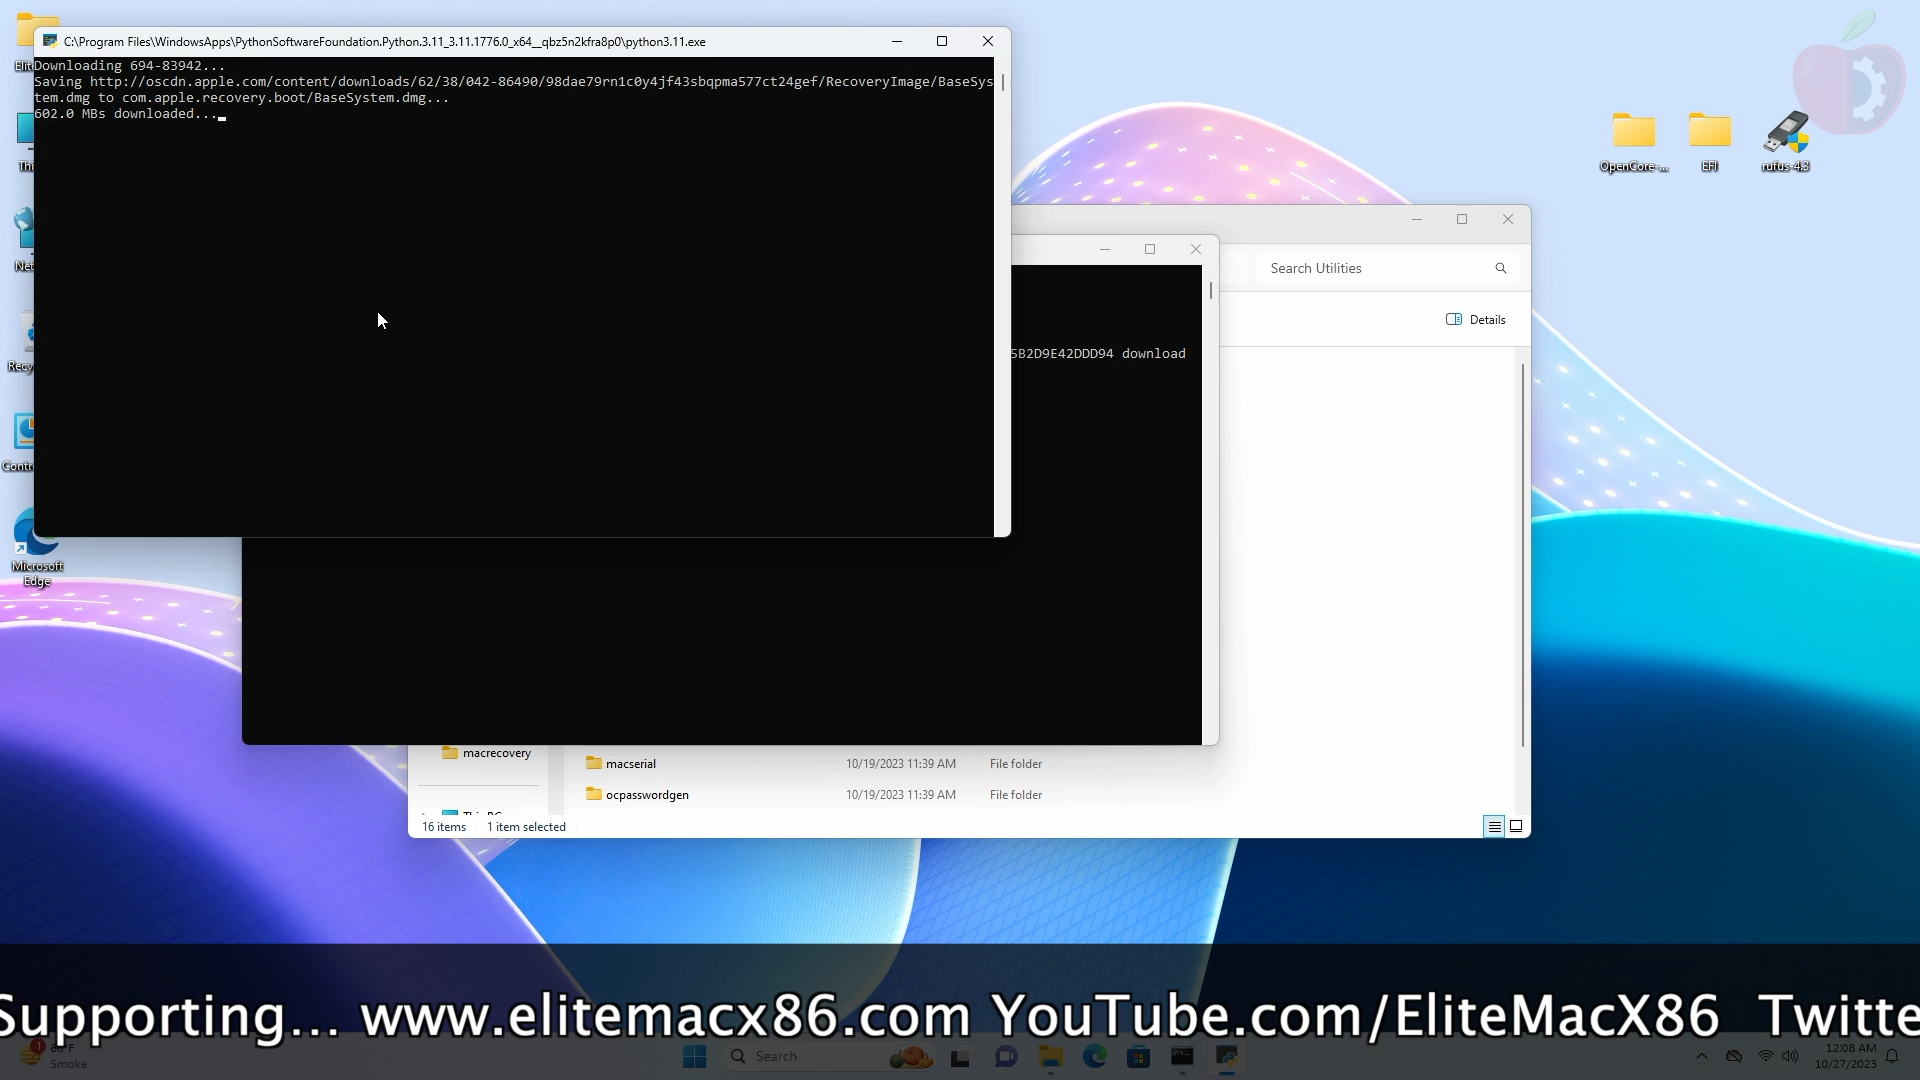 C:\Program Files\WindowsApps\PythonSoftwareFoundation.Python.3.11_3.11.1776.0_x64__qbz5n2kfra8p0\python3.11.exe
Downloading 694-83942...
Saving http://oscdn.apple.com/content/downloads/62/38/042-86490/98dae79rn1c0y4jf43sbqpma577ct24gef/RecoveryImage/BaseSys
tem.dmg to com.apple.recovery.boot/BaseSystem.dmg...
602.0 MBs downloaded...
OpenCore-...
EFI
rufus-4.3
Search Utilities
Details
5B2D9E42DDD94 download
Microsoft
Edge
macrecovery
macserial 10/19/2023 11:39 AM File folder
ocpasswordgen 10/19/2023 11:39 AM File folder
16 items 1 item selected
Supporting... www.elitemacx86.com YouTube.com/EliteMacX86 Twitte
1
Smoke
Search
12:08 AM
10/27/2023